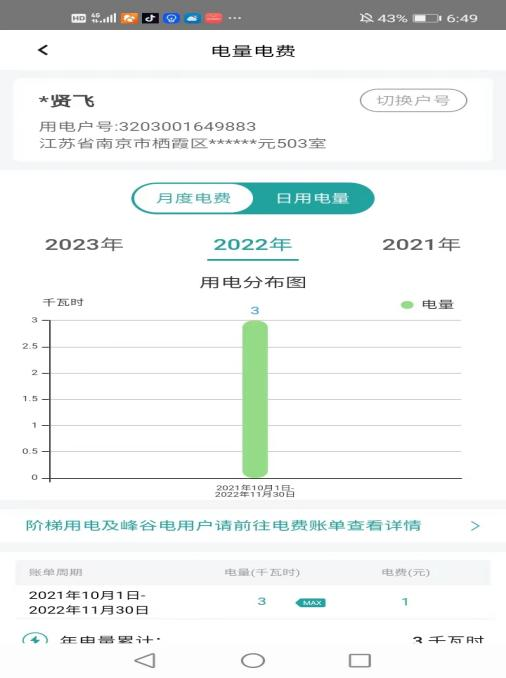 HD 4G 43% 6:49
电量电费
*贤飞 切换户号
用电户号:3203001649883
江苏省南京市栖霞区******元503室
月度电费 日用电量
2023年 2022年 2021年
用电分布图
千瓦时 电量
3
3
2.5
2
1.5
1
0.5
0
2021年10月1日-
2022年11月30日
阶梯用电及峰谷电用户请前往电费账单查看详情
账单周期 电量(千瓦时) 电费(元)
2021年10月1日-
2022年11月30日 3 MAX 1
年电量累计: 3 千瓦时